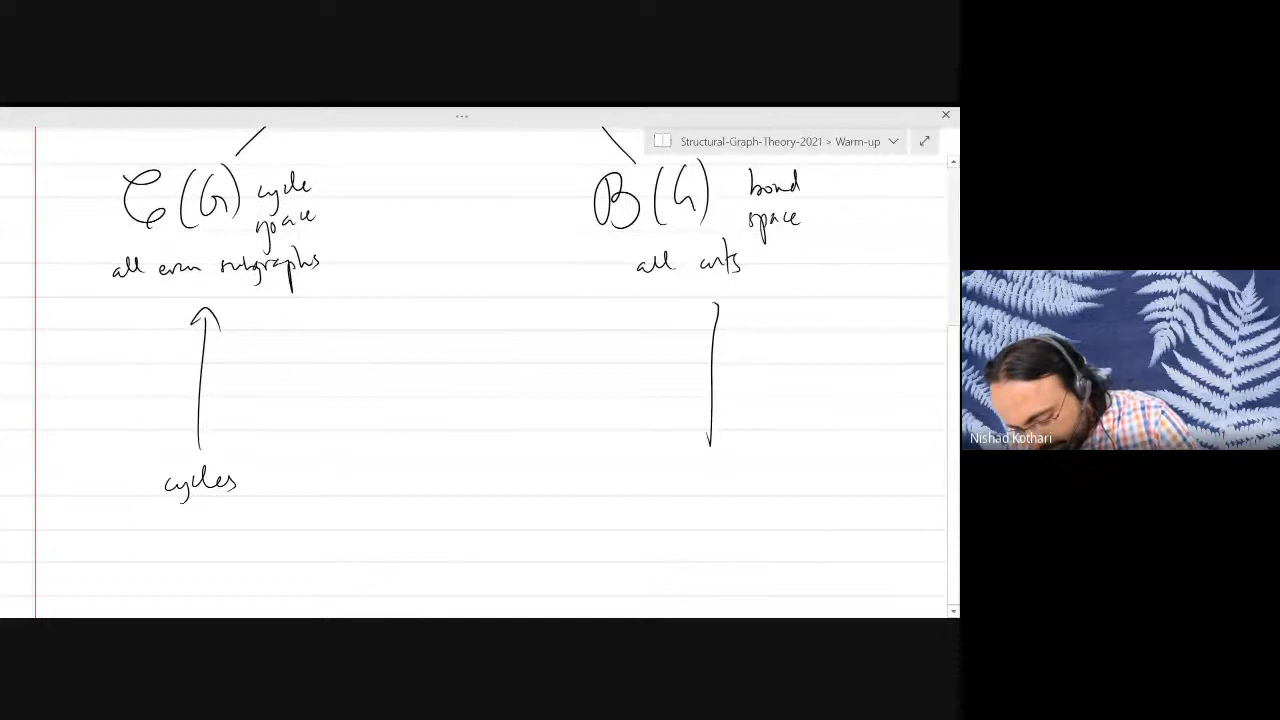 Structural-Graph-Theory-2021 > Warm-up
C(G) cycle space
B(G) bond space
all even subgraphs
all cuts
cycles
Nishad Kothari